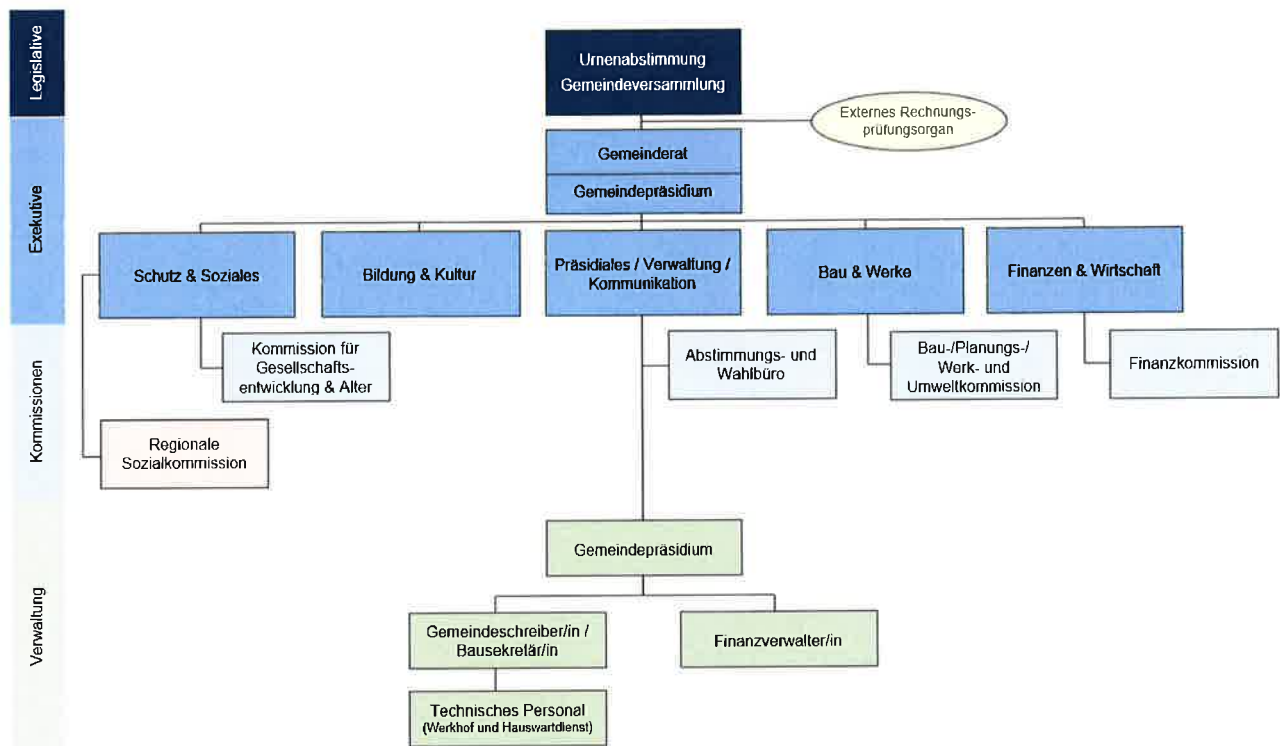 Legislative
Urnenabstimmung
Gemeindeversammlung
Externes Rechnungs-
prüfungsorgan
Exekutive
Gemeinderat
Gemeindepräsidium
Schutz & Soziales
Bildung & Kultur
Präsidiales / Verwaltung /
Kommunikation
Bau & Werke
Finanzen & Wirtschaft
Kommissionen
Kommission für
Gesellschafts-
entwicklung & Alter
Abstimmungs- und
Wahlbüro
Bau-/Planungs-/
Werk- und
Umweltkommission
Finanzkommission
Regionale
Sozialkommission
Verwaltung
Gemeindepräsidium
Gemeindeschreiber/in /
Bausekretär/in
Finanzverwalter/in
Technisches Personal
(Werkhof und Hauswartdienst)